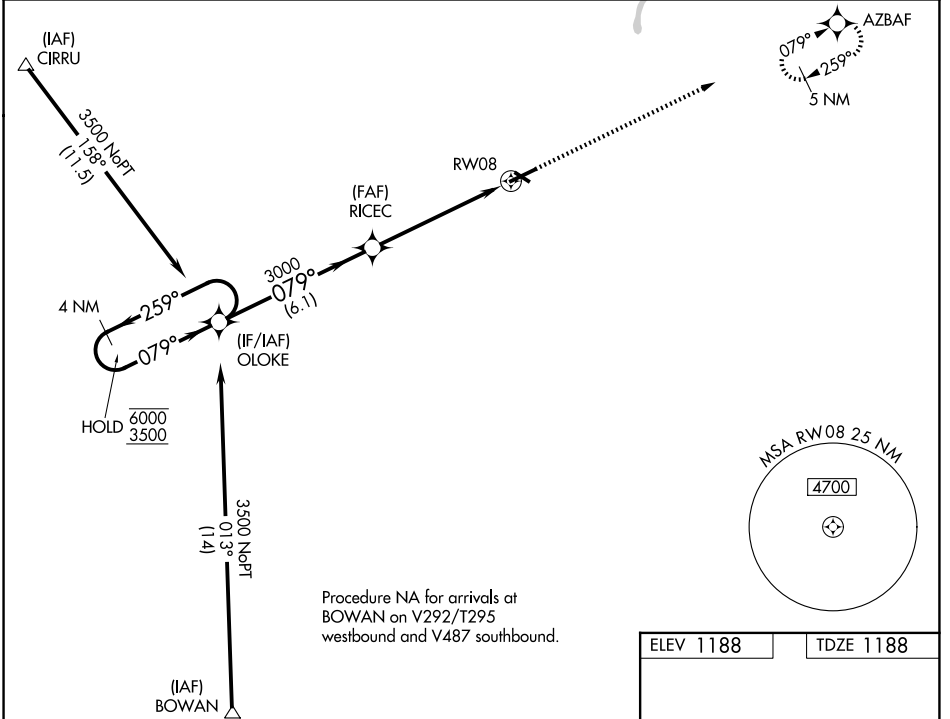 (IAF)
CIRRU
3500 NoPT
158°
(11.5)
AZBAF
079°
259°
5 NM
RW08
(FAF)
RICEC
3000
079°
(6.1)
4 NM
259°
079°
(IF/IAF)
OLOKE
HOLD 6000
3500
MSA RW08 25 NM
4700
3500 NoPT
013°
(14)
Procedure NA for arrivals at
BOWAN on V292/T295
westbound and V487 southbound.
(IAF)
BOWAN
ELEV 1188
TDZE 1188